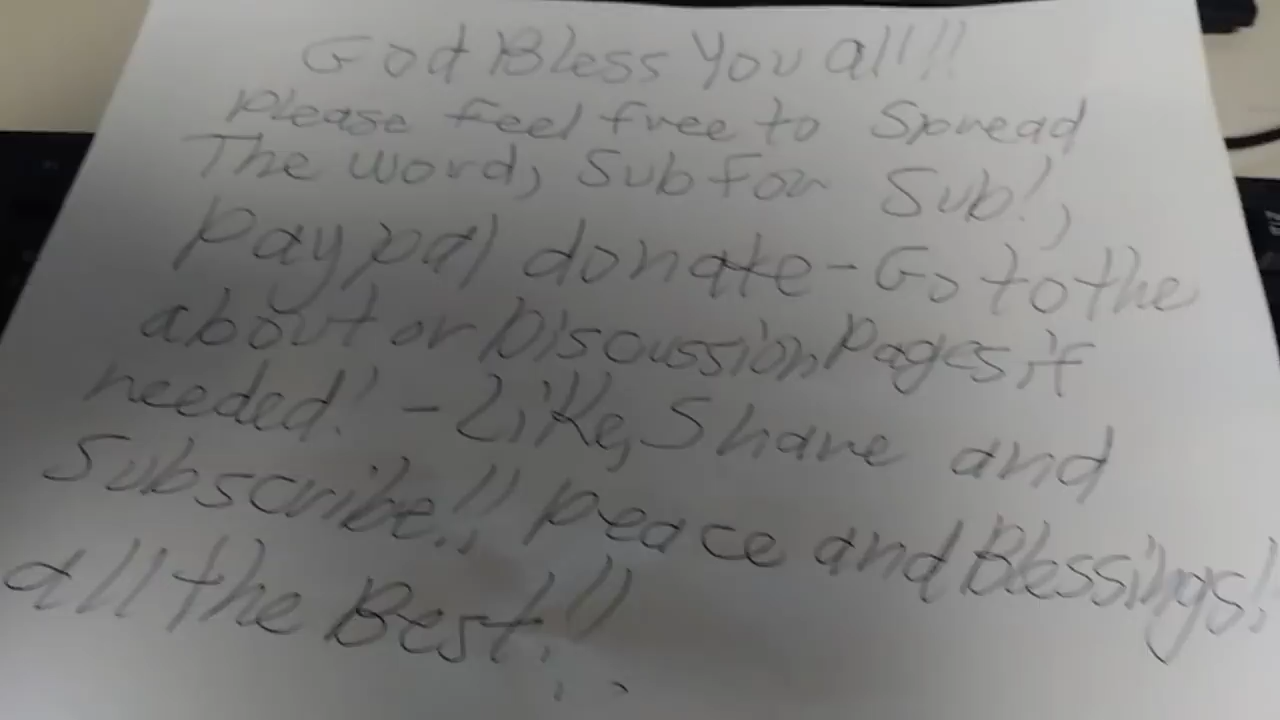 God Bless You all!!
Please feel free to Spread
The word, Sub For Sub!,
Paypal donate - Go to the
about or Discussion Pages if
needed! - Like, Share and
Subscribe!! Peace and Blessings!
all the Best!!